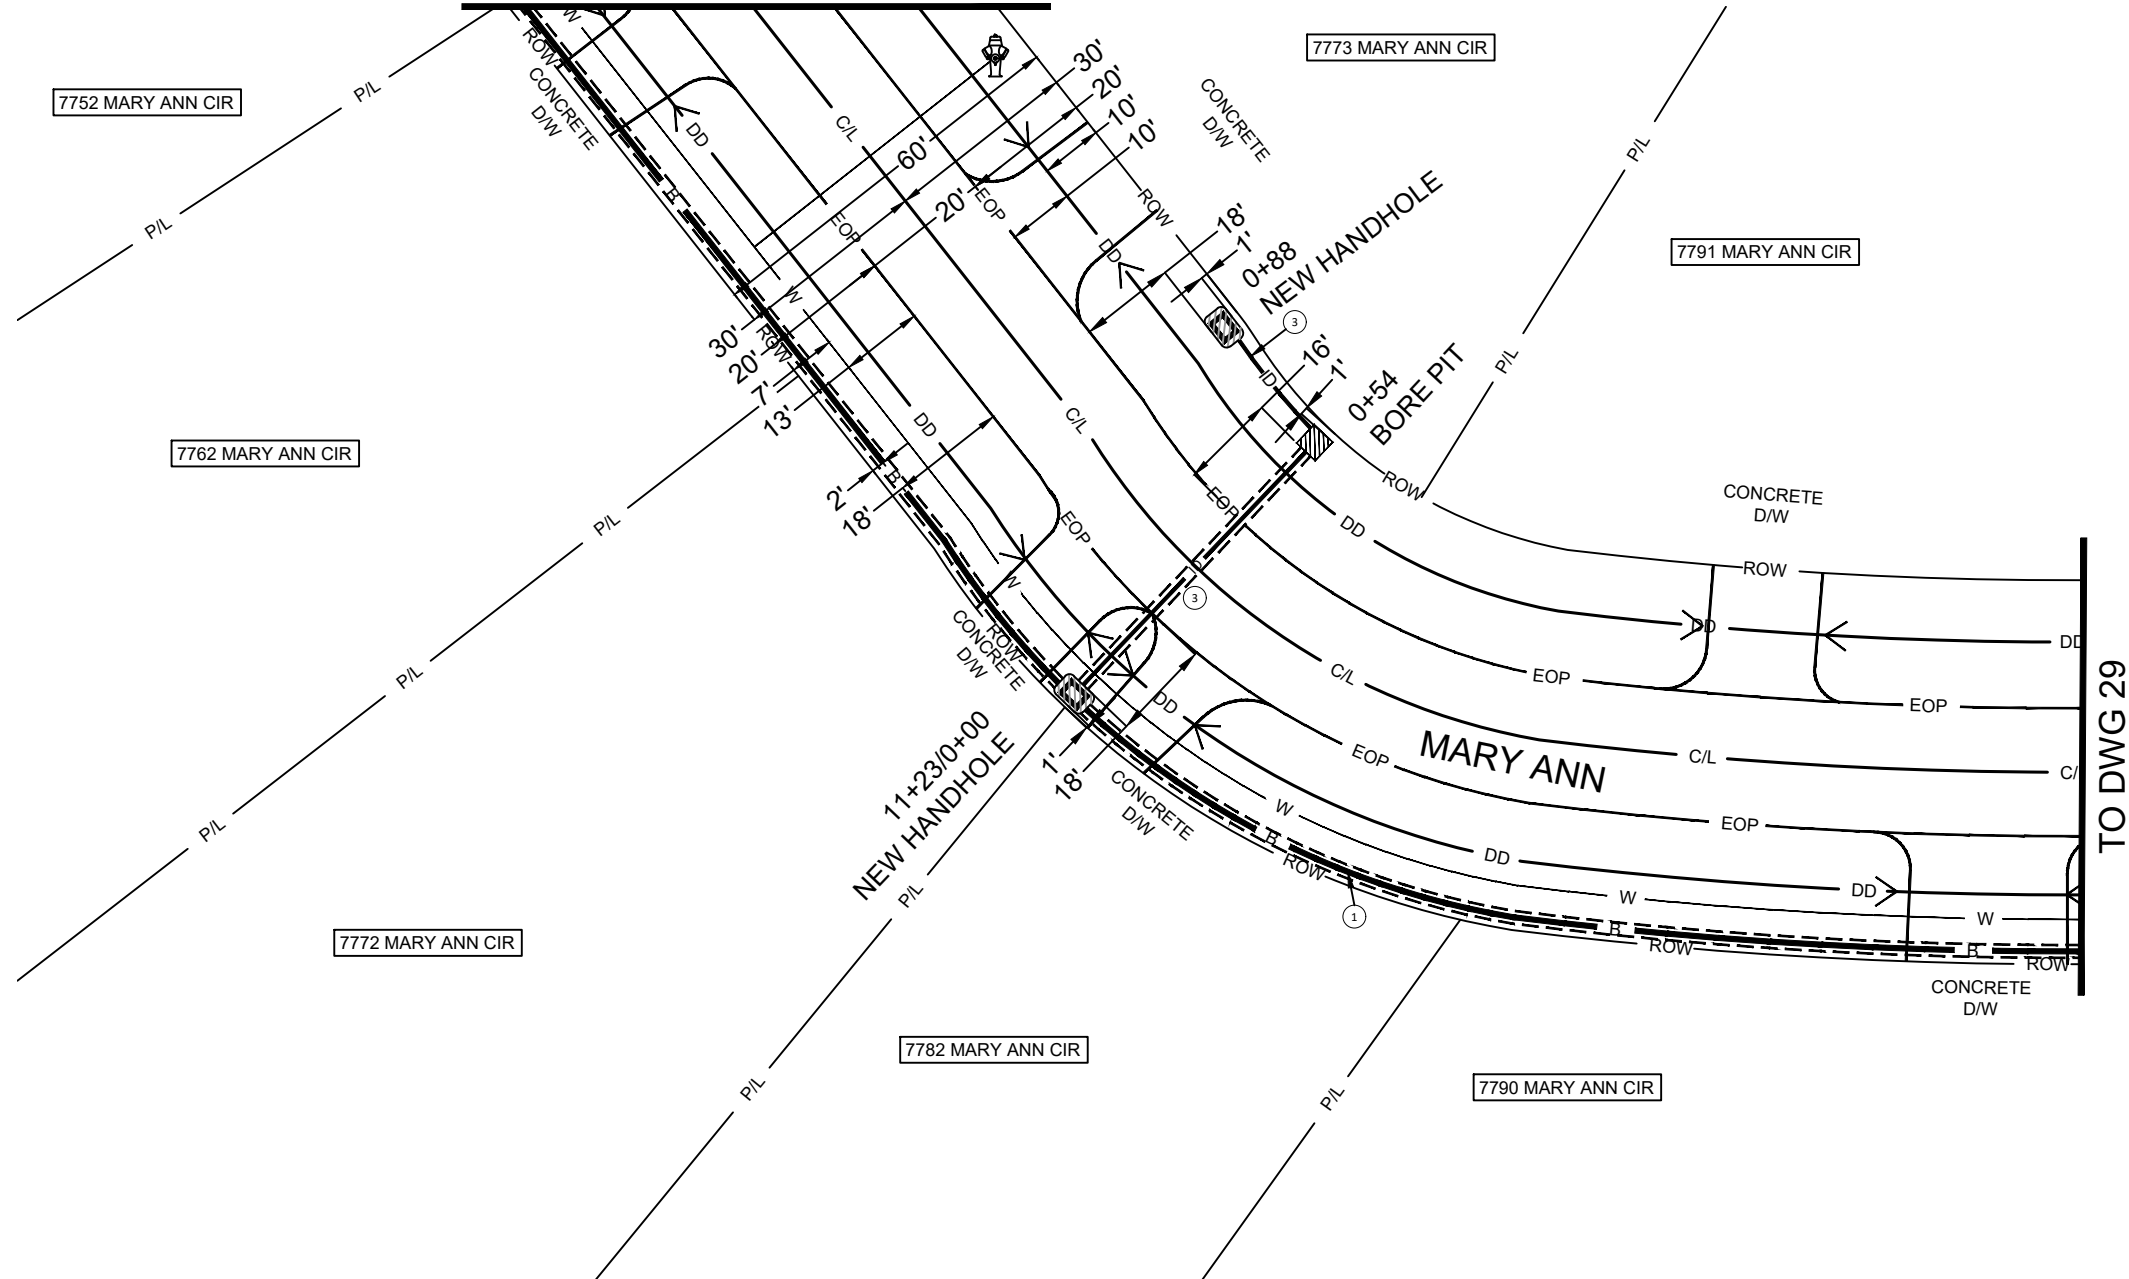 7752 MARY ANN CIR
7773 MARY ANN CIR
7791 MARY ANN CIR
7762 MARY ANN CIR
7772 MARY ANN CIR
7782 MARY ANN CIR
7790 MARY ANN CIR
P/L
P/L
P/L
P/L
P/L
P/L
P/L
P/L
P/L
P/L
P/L
ROW
CONCRETE
D/W
W
DD
C/L
B
EOP
EOP
60'
30'
20'
10'
10'
20'
CONCRETE
D/W
ROW
DD
18'
1'
0+88
NEW HANDHOLE
3
ID
16'
1'
0+54
BORE PIT
W
ROW
30'
20'
7'
13'
DD
C/L
B
2'
18'
EOP
EOP
ROW
DD
CONCRETE
D/W
ROW
W
3
ROW
CONCRETE
D/W
11+23/0+00
NEW HANDHOLE
1'
18'
DD
CONCRETE
D/W
C/L
EOP
EOP
MARY ANN
DD
DD
EOP
C/L
C/
EOP
W
B
ROW
DD
DD
W
W
1
B
ROW
B
ROW
CONCRETE
D/W
TO DWG 29